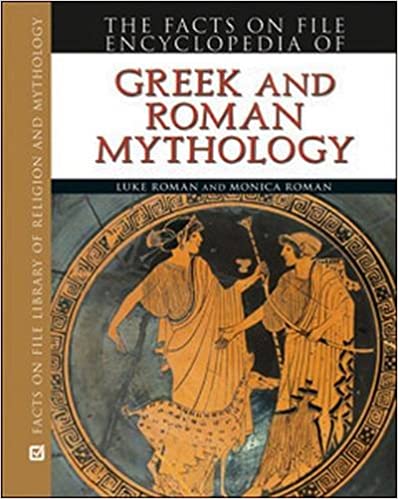 THE FACTS ON FILE
ENCYCLOPEDIA OF
GREEK AND
ROMAN
MYTHOLOGY
LUKE ROMAN AND MONICA ROMAN
FACTS ON FILE LIBRARY OF RELIGION AND MYTHOLOGY